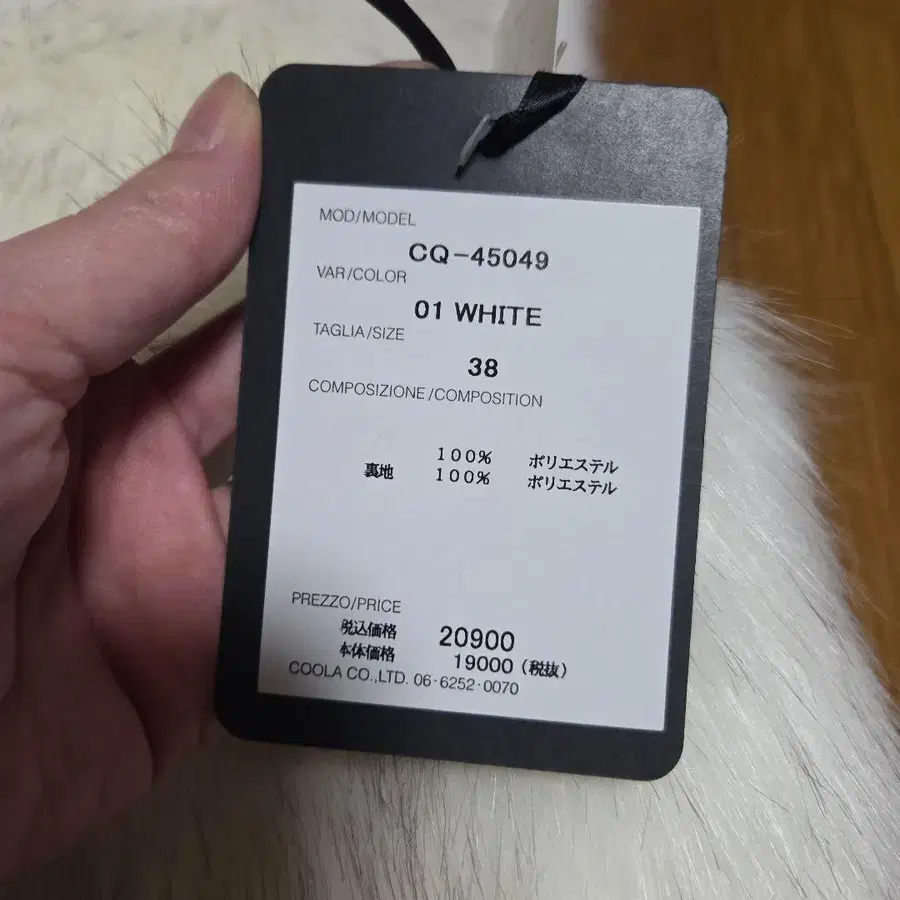 MOD/MODEL
CQ-45049
VAR/COLOR
01 WHITE
TAGLIA/SIZE
38
COMPOSIZIONE/COMPOSITION
100% ポリエステル
裏地 100% ポリエステル
PREZZO/PRICE
税込価格 20900
本体価格 19000(税抜)
COOLA CO.,LTD. 06・6252・0070